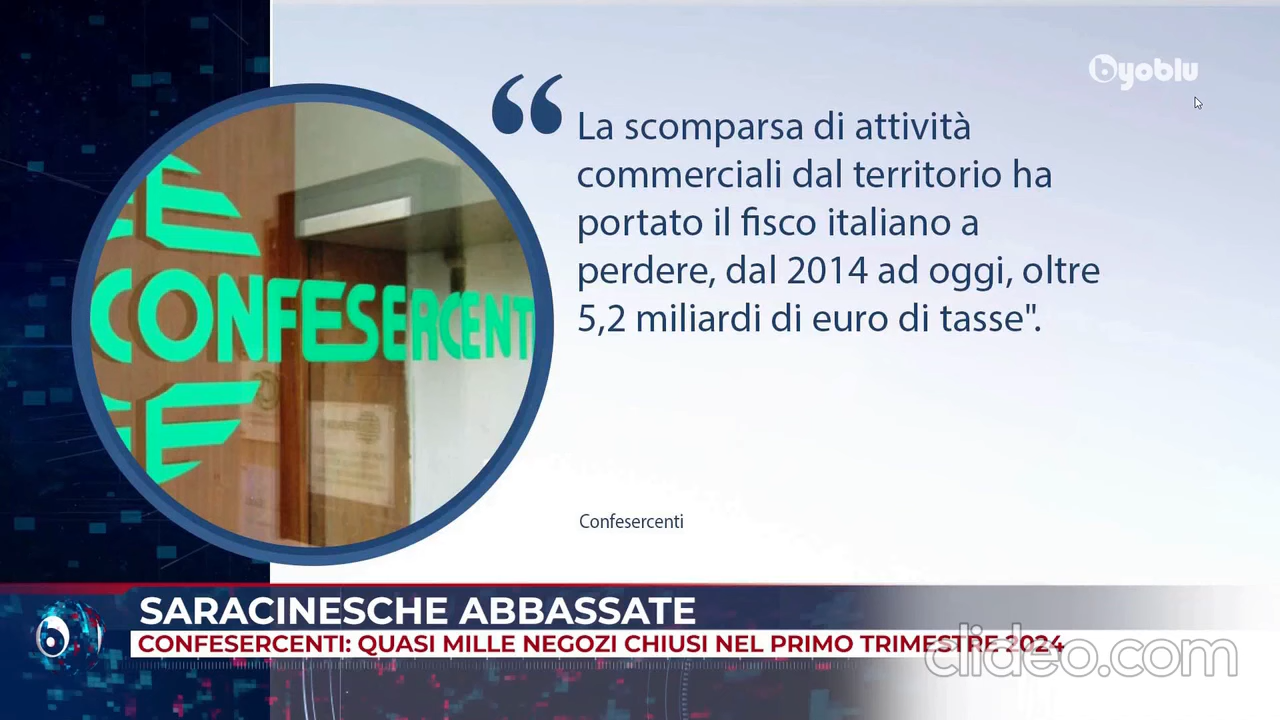 byoblu
“
La scomparsa di attività
commerciali dal territorio ha
portato il fisco italiano a
perdere, dal 2014 ad oggi, oltre
5,2 miliardi di euro di tasse".
CONFESERCENT
Confesercenti
SARACINESCHE ABBASSATE
CONFESERCENTI: QUASI MILLE NEGOZI CHIUSI NEL PRIMO TRIMESTRE 2024
clideo.com